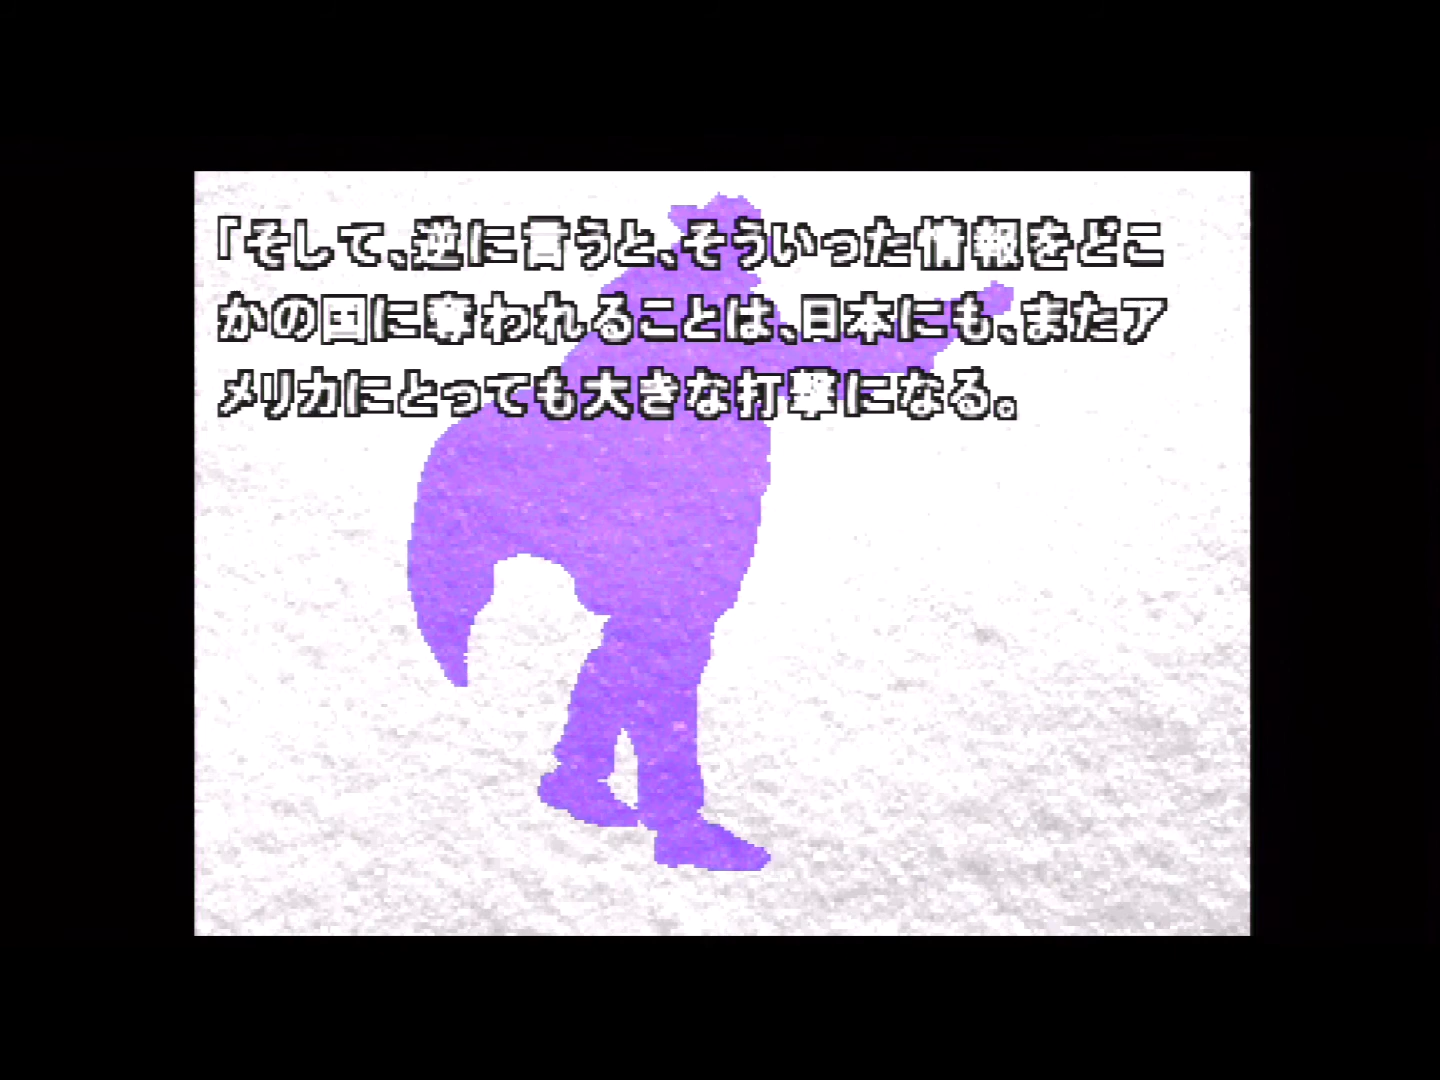 「そして、逆に言うと、そういった情報をどこ
かの国に奪われることは、日本にも、またア
メリカにとっても大きな打撃になる。